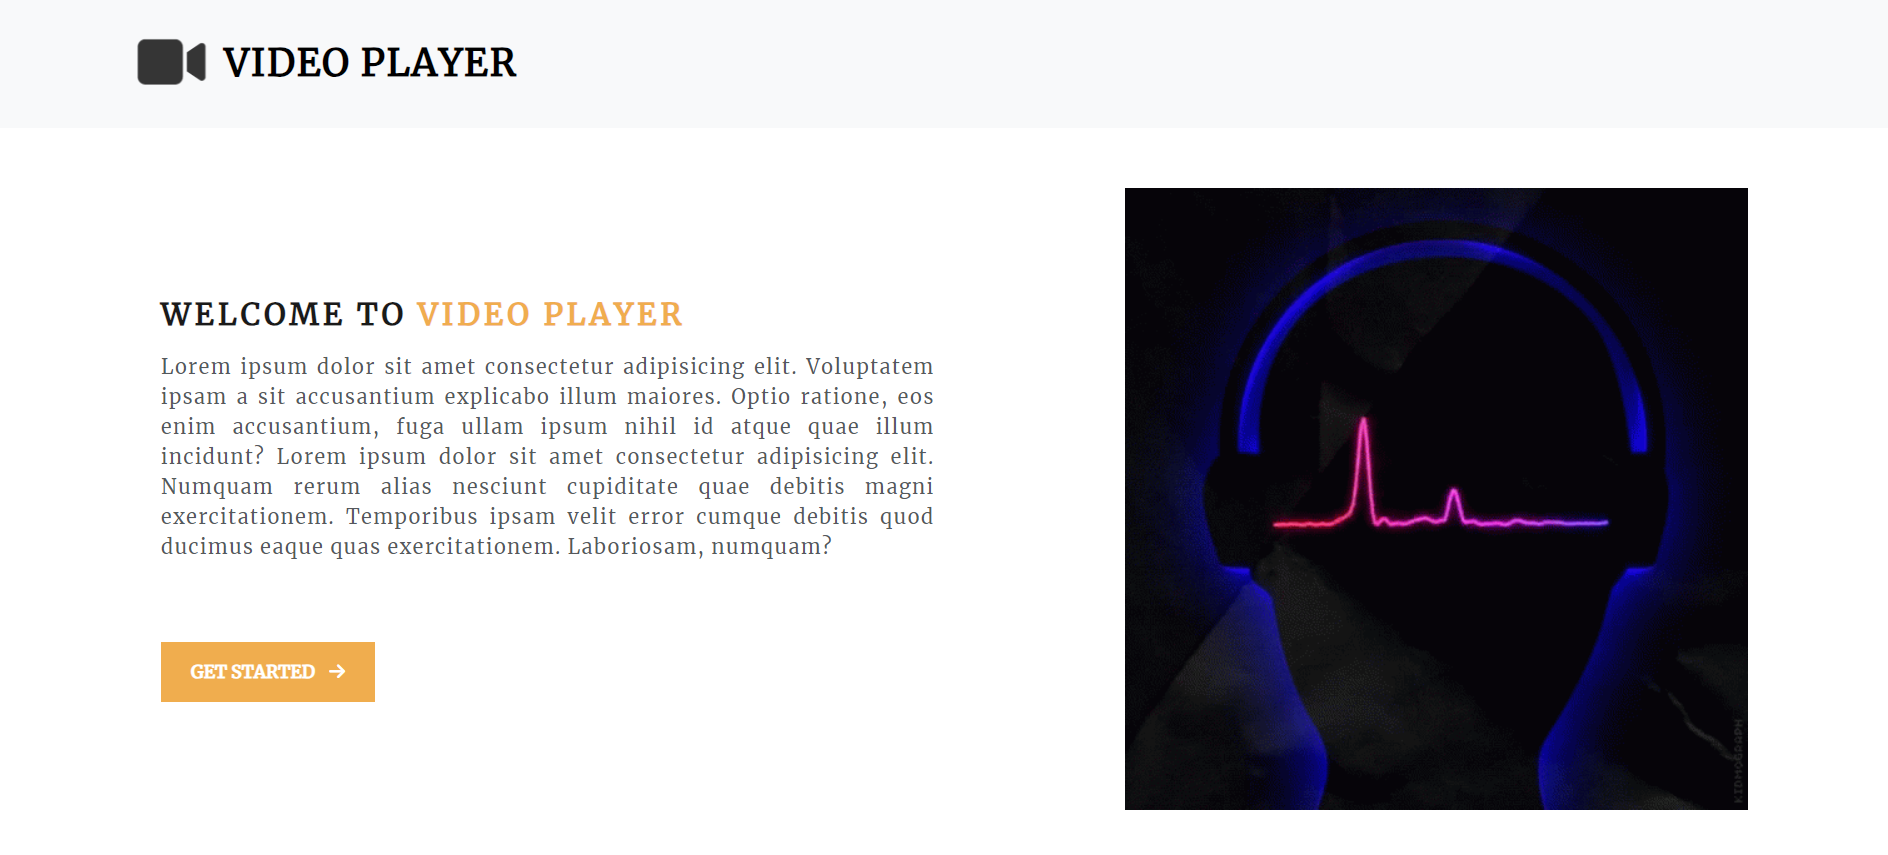 VIDEO PLAYER
WELCOME TO VIDEO PLAYER
Lorem ipsum dolor sit amet consectetur adipisicing elit. Voluptatem
ipsam a sit accusantium explicabo illum maiores. Optio ratione, eos
enim accusantium, fuga ullam ipsum nihil id atque quae illum
incidunt? Lorem ipsum dolor sit amet consectetur adipisicing elit.
Numquam rerum alias nesciunt cupiditate quae debitis magni
exercitationem. Temporibus ipsam velit error cumque debitis quod
ducimus eaque quas exercitationem. Laboriosam, numquam?
GET STARTED
KIDMOGRAPH